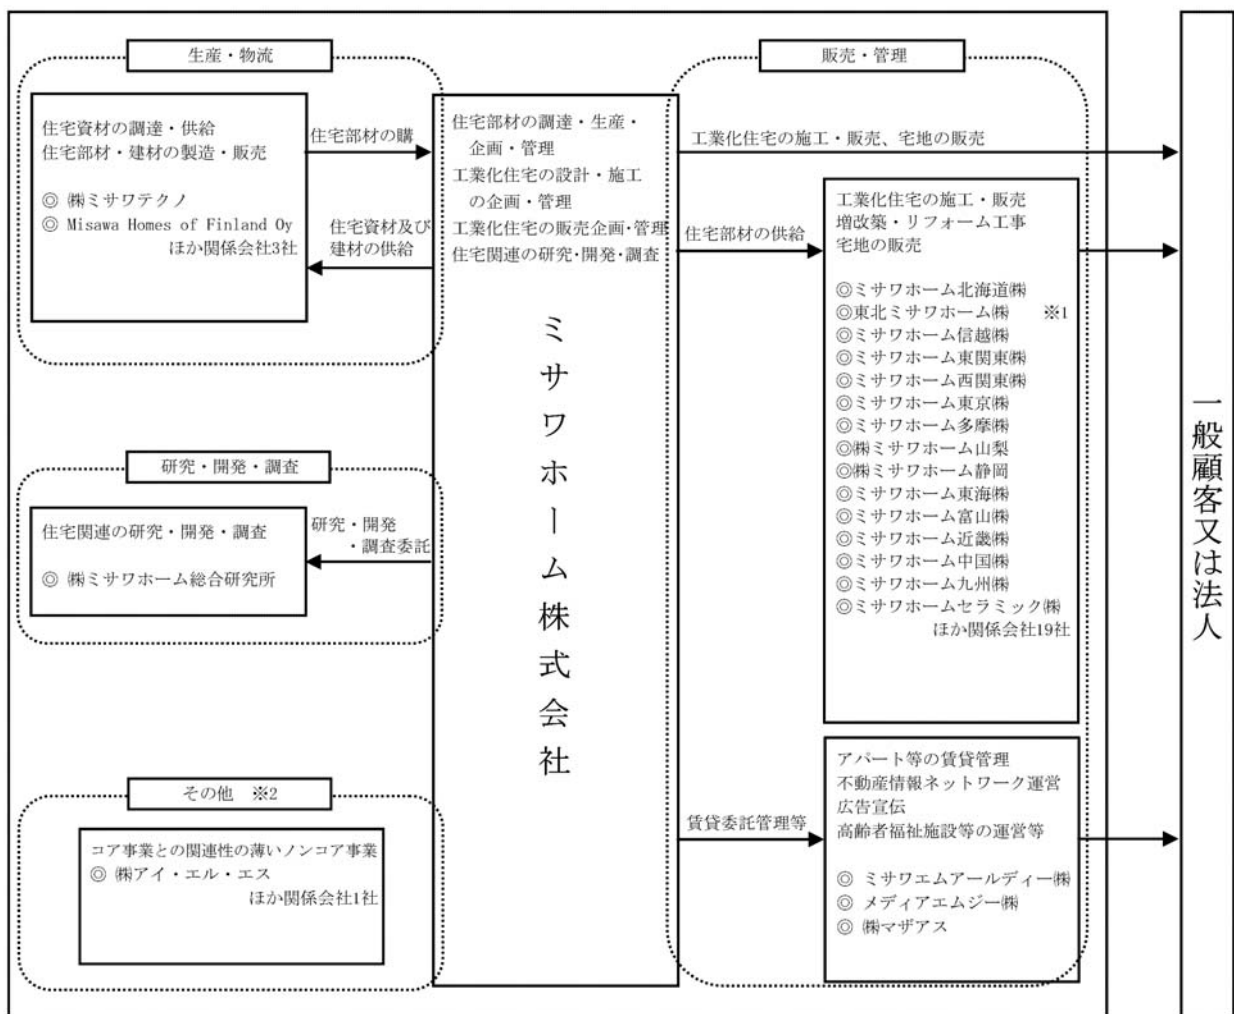 生産・物流
住宅資材の調達・供給
住宅部材・建材の製造・販売
◎ ㈱ミサワテクノ
◎ Misawa Homes of Finland Oy
ほか関係会社3社
住宅部材の購
住宅資材及び
建材の供給
研究・開発・調査
住宅関連の研究・開発・調査
◎ ㈱ミサワホーム総合研究所
研究・開発
・調査委託
その他 ※2
コア事業との関連性の薄いノンコア事業
◎ ㈱アイ・エル・エス
ほか関係会社1社
住宅部材の調達・生産・
企画・管理
工業化住宅の設計・施工
の企画・管理
工業化住宅の販売企画・管理
住宅関連の研究・開発・調査
ミサワホーム株式会社
販売・管理
工業化住宅の施工・販売、宅地の販売
住宅部材の供給
工業化住宅の施工・販売
増改築・リフォーム工事
宅地の販売
◎ミサワホーム北海道㈱
◎東北ミサワホーム㈱ ※1
◎ミサワホーム信越㈱
◎ミサワホーム東関東㈱
◎ミサワホーム西関東㈱
◎ミサワホーム東京㈱
◎ミサワホーム多摩㈱
◎㈱ミサワホーム山梨
◎㈱ミサワホーム静岡
◎ミサワホーム東海㈱
◎ミサワホーム富山㈱
◎ミサワホーム近畿㈱
◎ミサワホーム中国㈱
◎ミサワホーム九州㈱
◎ミサワホームセラミック㈱
ほか関係会社19社
賃貸委託管理等
アパート等の賃貸管理
不動産情報ネットワーク運営
広告宣伝
高齢者福祉施設等の運営等
◎ ミサワエムアールディー㈱
◎ メディアエムジー㈱
◎ ㈱マザアス
一般顧客又は法人